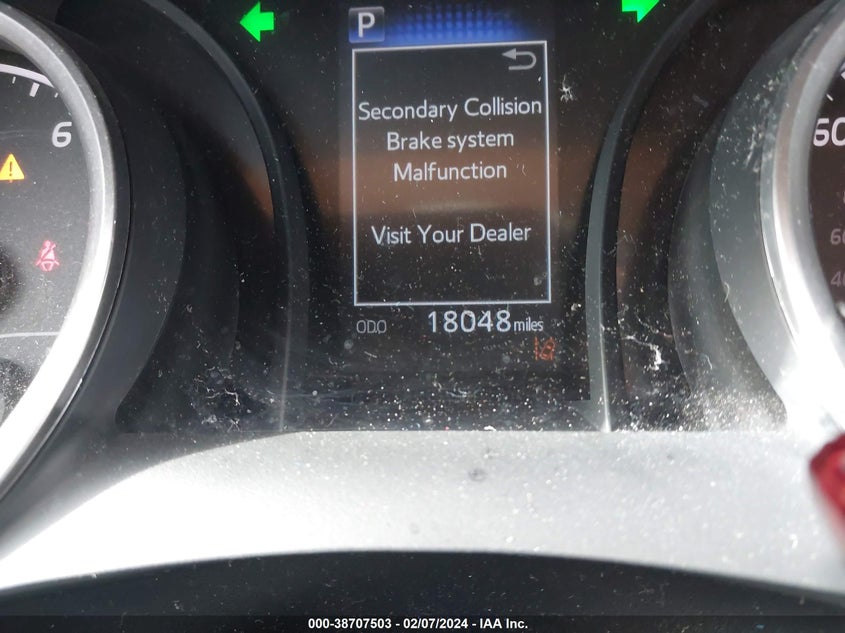 P
6
Secondary Collision
Brake system
Malfunction
Visit Your Dealer
60
ODO 18048 miles
000-38707503 - 02/07/2024 - IAA Inc.